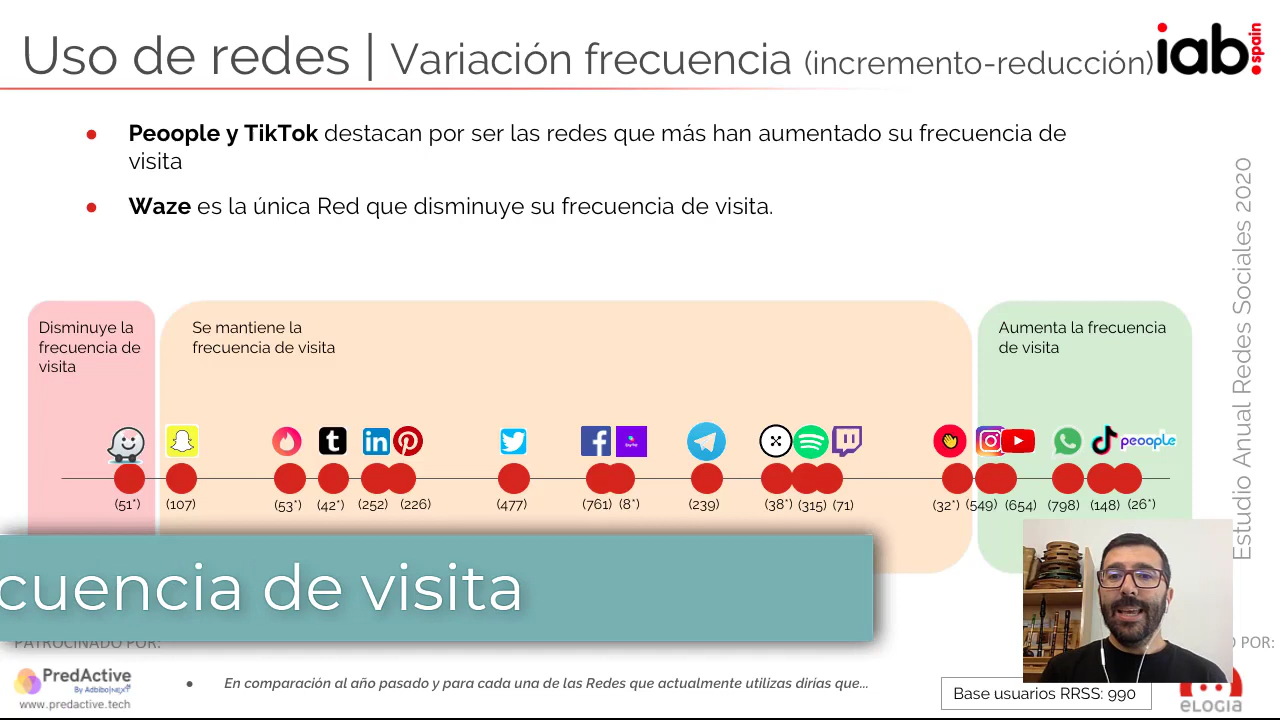 Uso de redes | Variación frecuencia (incremento-reducción)
iab
spain
Peoople y TikTok destacan por ser las redes que más han aumentado su frecuencia de
visita
Waze es la única Red que disminuye su frecuencia de visita.
Estudio Anual Redes Sociales 2020
Disminuye la
frecuencia de
visita
Se mantiene la
frecuencia de visita
Aumenta la frecuencia
de visita
peoople
(51*) (107) (53*) (42*) (252) (226) (477) (761) (8*) (239) (38*) (315) (71) (32*) (549) (654) (798) (148) (26*)
cuencia de visita
PATROCINADO POR:
O POR:
PredActive
By Adbibo|NEXT
www.predactive.tech
En comparación al año pasado y para cada una de las Redes que actualmente utilizas dirías que...
Base usuarios RRSS: 990
eLOGIA